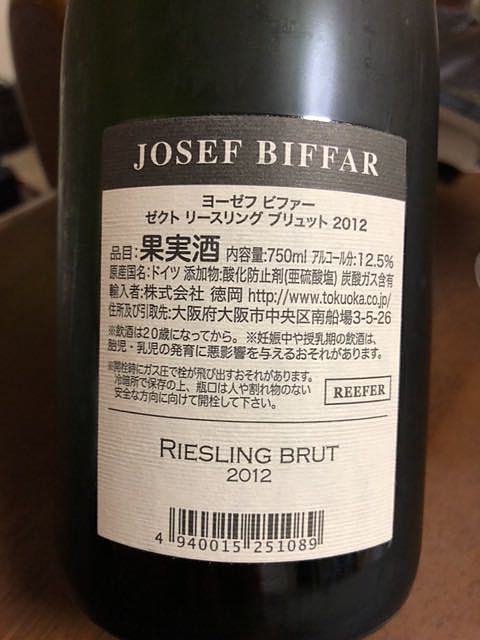 JOSEF BIFFAR
ヨーゼフ ビファー
ゼクト リースリング ブリュット 2012
品目:果実酒 内容量:750ml アルコール分:12.5%
原産国名:ドイツ 添加物:酸化防止剤(亜硫酸塩) 炭酸ガス含有
輸入者:株式会社 徳岡 http://www.tokuoka.co.jp/
住所及び引取先:大阪府大阪市中央区南船場3-5-26
※飲酒は20歳になってから。※妊娠中や授乳期の飲酒は、
胎児・乳児の発育に悪影響を与えるおそれがあります。
※開栓時にガス圧で栓が飛び出すおそれがあります。
冷暗所で保存の上、瓶口は人や割れ物のない
安全な方向に向けて開栓して下さい。
REEFER
RIESLING BRUT
2012
4 940015 251089